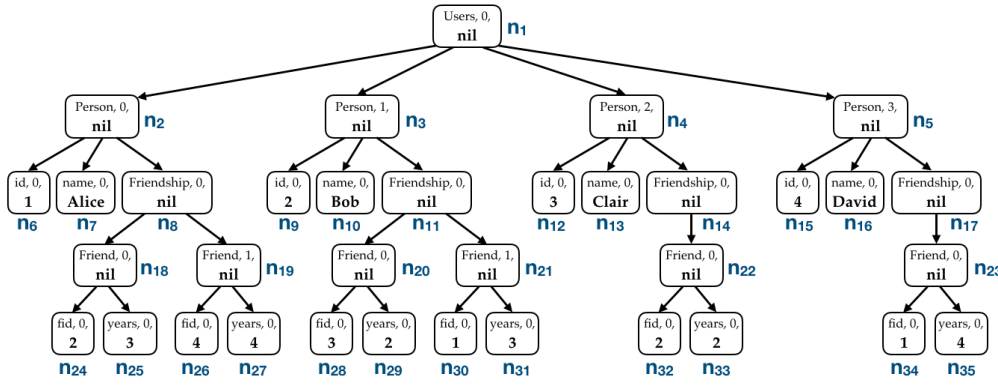 Users, 0,
nil
n1
Person, 0,
nil
n2
Person, 1,
nil
n3
Person, 2,
nil
n4
Person, 3,
nil
n5
id, 0,
1
n6
name, 0,
Alice
n7
Friendship, 0,
nil
n8
id, 0,
2
n9
name, 0,
Bob
n10
Friendship, 0,
nil
n11
id, 0,
3
n12
name, 0,
Clair
n13
Friendship, 0,
nil
n14
id, 0,
4
n15
name, 0,
David
n16
Friendship, 0,
nil
n17
Friend, 0,
nil
n18
Friend, 1,
nil
n19
Friend, 0,
nil
n20
Friend, 1,
nil
n21
Friend, 0,
nil
n22
Friend, 0,
nil
n23
fid, 0,
2
n24
years, 0,
3
n25
fid, 0,
4
n26
years, 0,
4
n27
fid, 0,
3
n28
years, 0,
2
n29
fid, 0,
1
n30
years, 0,
3
n31
fid, 0,
2
n32
years, 0,
2
n33
fid, 0,
1
n34
years, 0,
4
n35